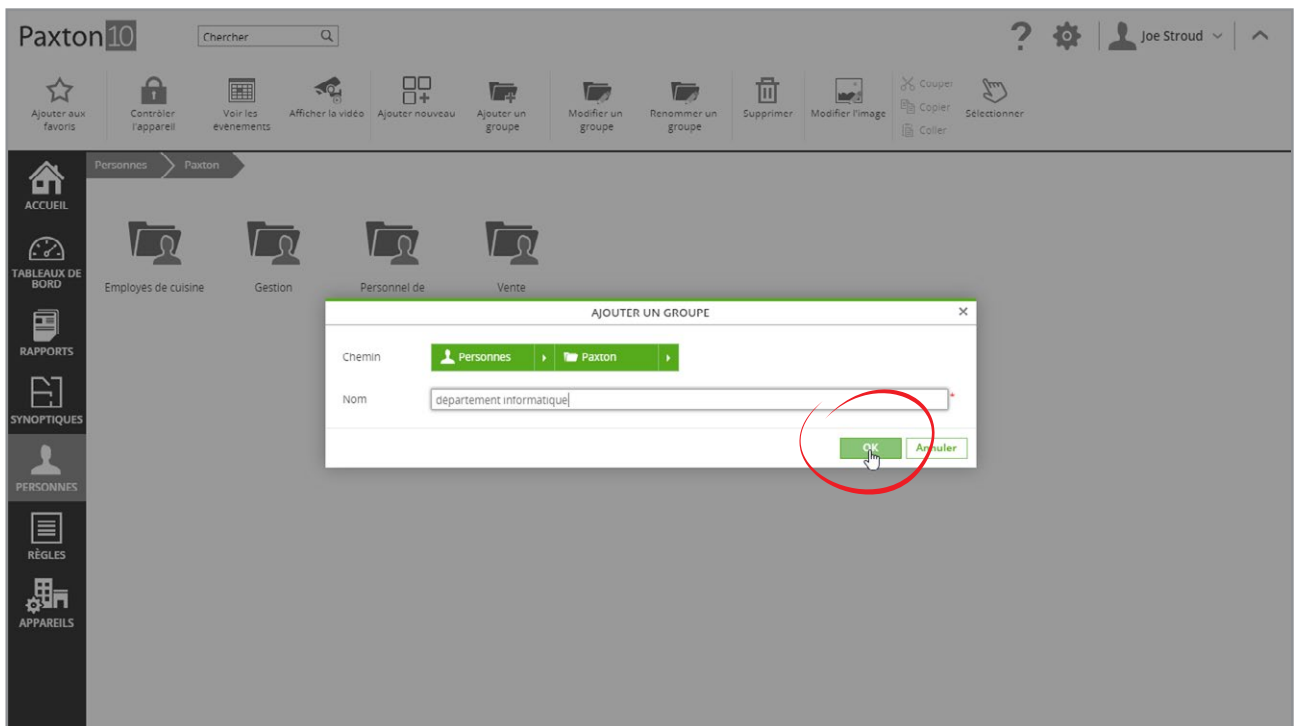 Paxton10
Chercher
Joe Stroud
Ajouter aux favoris
Contrôler l'appareil
Voir les evenements
Afficher la vidéo
Ajouter nouveau
Ajouter un groupe
Modifier un groupe
Renommer un groupe
Supprimer
Modifier l'image
Couper
Copier
Coller
Sélectionner
ACCUEIL
TABLEAUX DE BORD
RAPPORTS
SYNOPTIQUES
PERSONNES
RÈGLES
APPAREILS
Personnes
Paxton
Employes de cuisine
Gestion
Personnel de
Vente
AJOUTER UN GROUPE
Chemin
Personnes
Paxton
Nom
département informatique
*
OK
Annuler